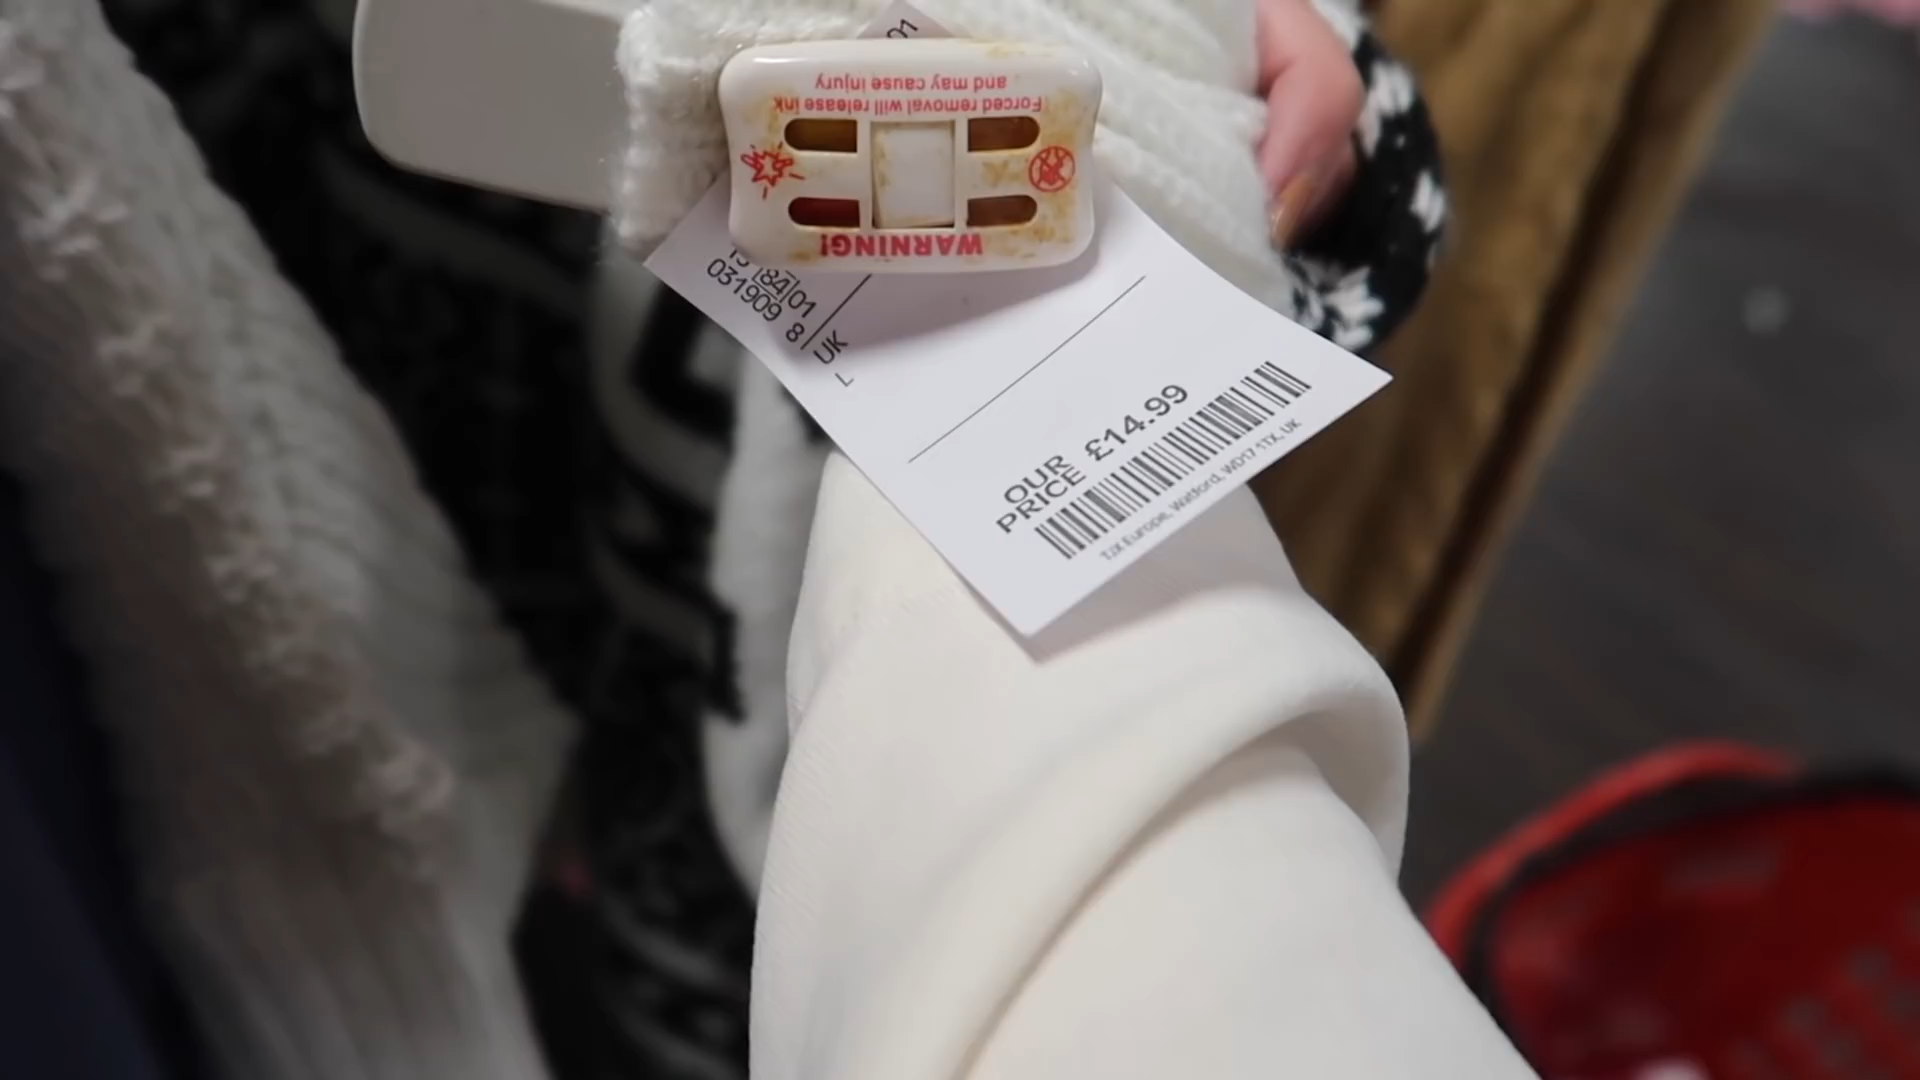 01
WARNING!
Forced removal will release ink
and may cause injury
84 01
031909 8
UK
L
OUR
PRICE £14.99
TJX Europe, Watford, WD17 1TX, UK